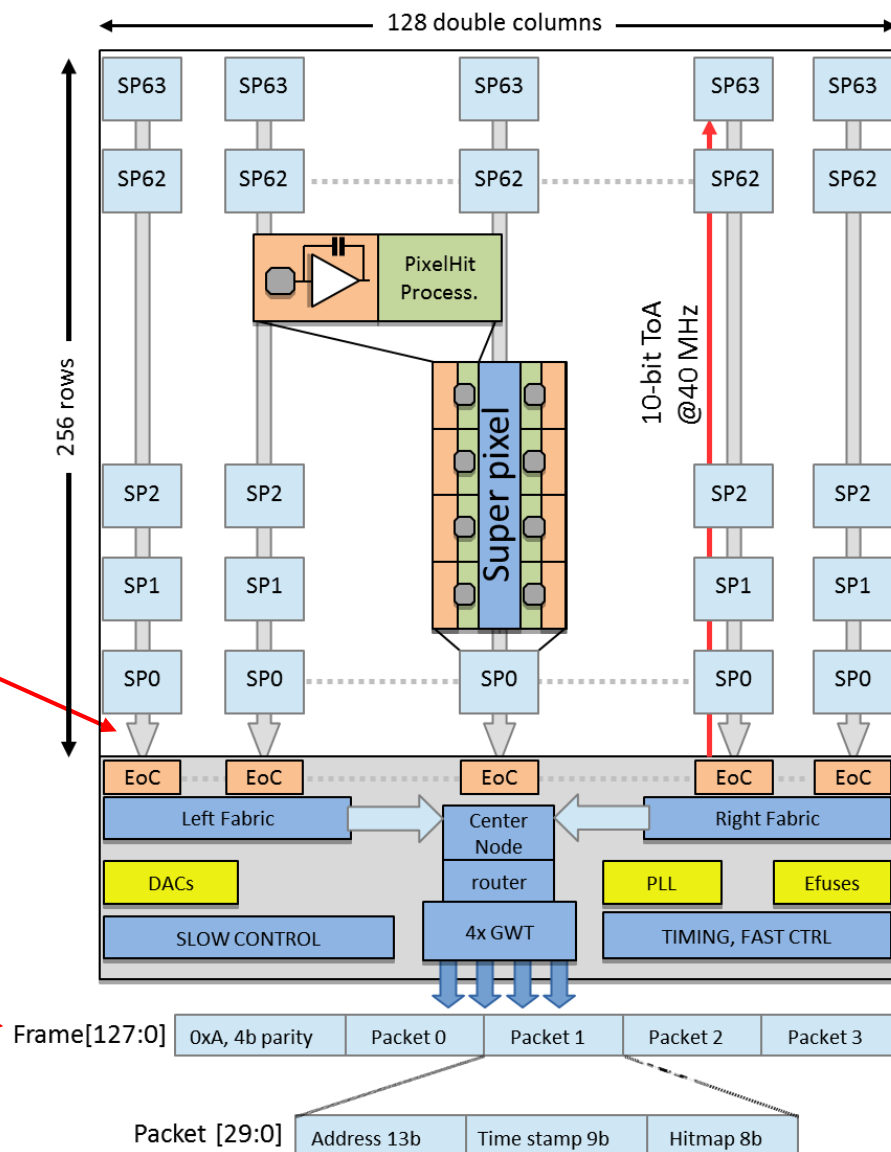 128 double columns
SP63 SP63 SP63 SP63 SP63
SP62 SP62 SP62 SP62 SP62
PixelHit
Process.
256 rows
10-bit ToA
@40 MHz
Super pixel
SP2 SP2 SP2 SP2
SP1 SP1 SP1 SP1
SP0 SP0 SP0 SP0 SP0
EoC EoC EoC EoC EoC
Left Fabric
Center
Node
Right Fabric
DACs
router
PLL
Efuses
SLOW CONTROL
4x GWT
TIMING, FAST CTRL
Frame[127:0] 0xA, 4b parity Packet 0 Packet 1 Packet 2 Packet 3
Packet [29:0] Address 13b Time stamp 9b Hitmap 8b